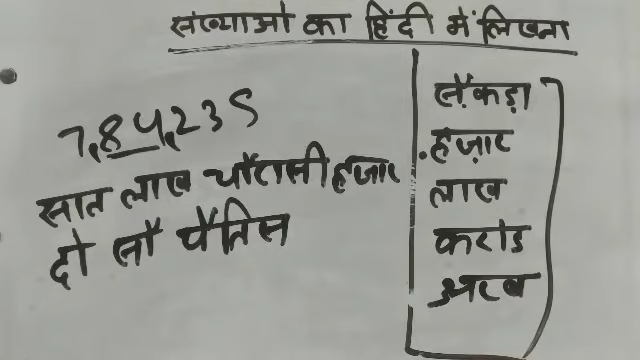 संख्याओ का हिंदी में लिखना
7,84,235
सात लाख चौरासी हजार
दो सौ पैंतिस
सैंकड़ा
हज़ार
लाख
करोड
अरब